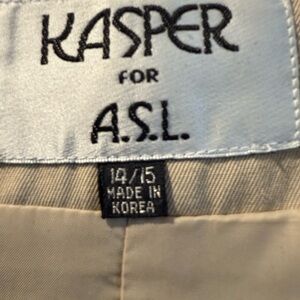 KASPER
FOR
A.S.L.
14/15
MADE IN
KOREA